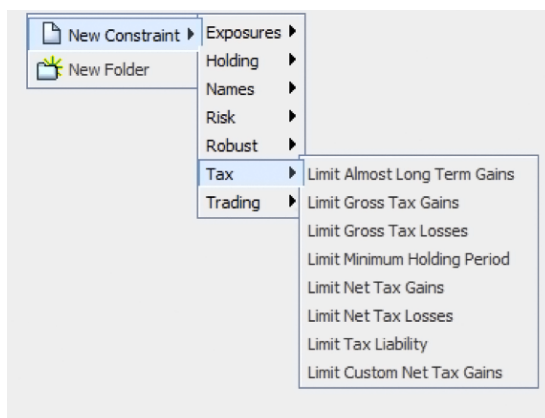 New Constraint
New Folder
Exposures
Holding
Names
Risk
Robust
Tax
Trading
Limit Almost Long Term Gains
Limit Gross Tax Gains
Limit Gross Tax Losses
Limit Minimum Holding Period
Limit Net Tax Gains
Limit Net Tax Losses
Limit Tax Liability
Limit Custom Net Tax Gains